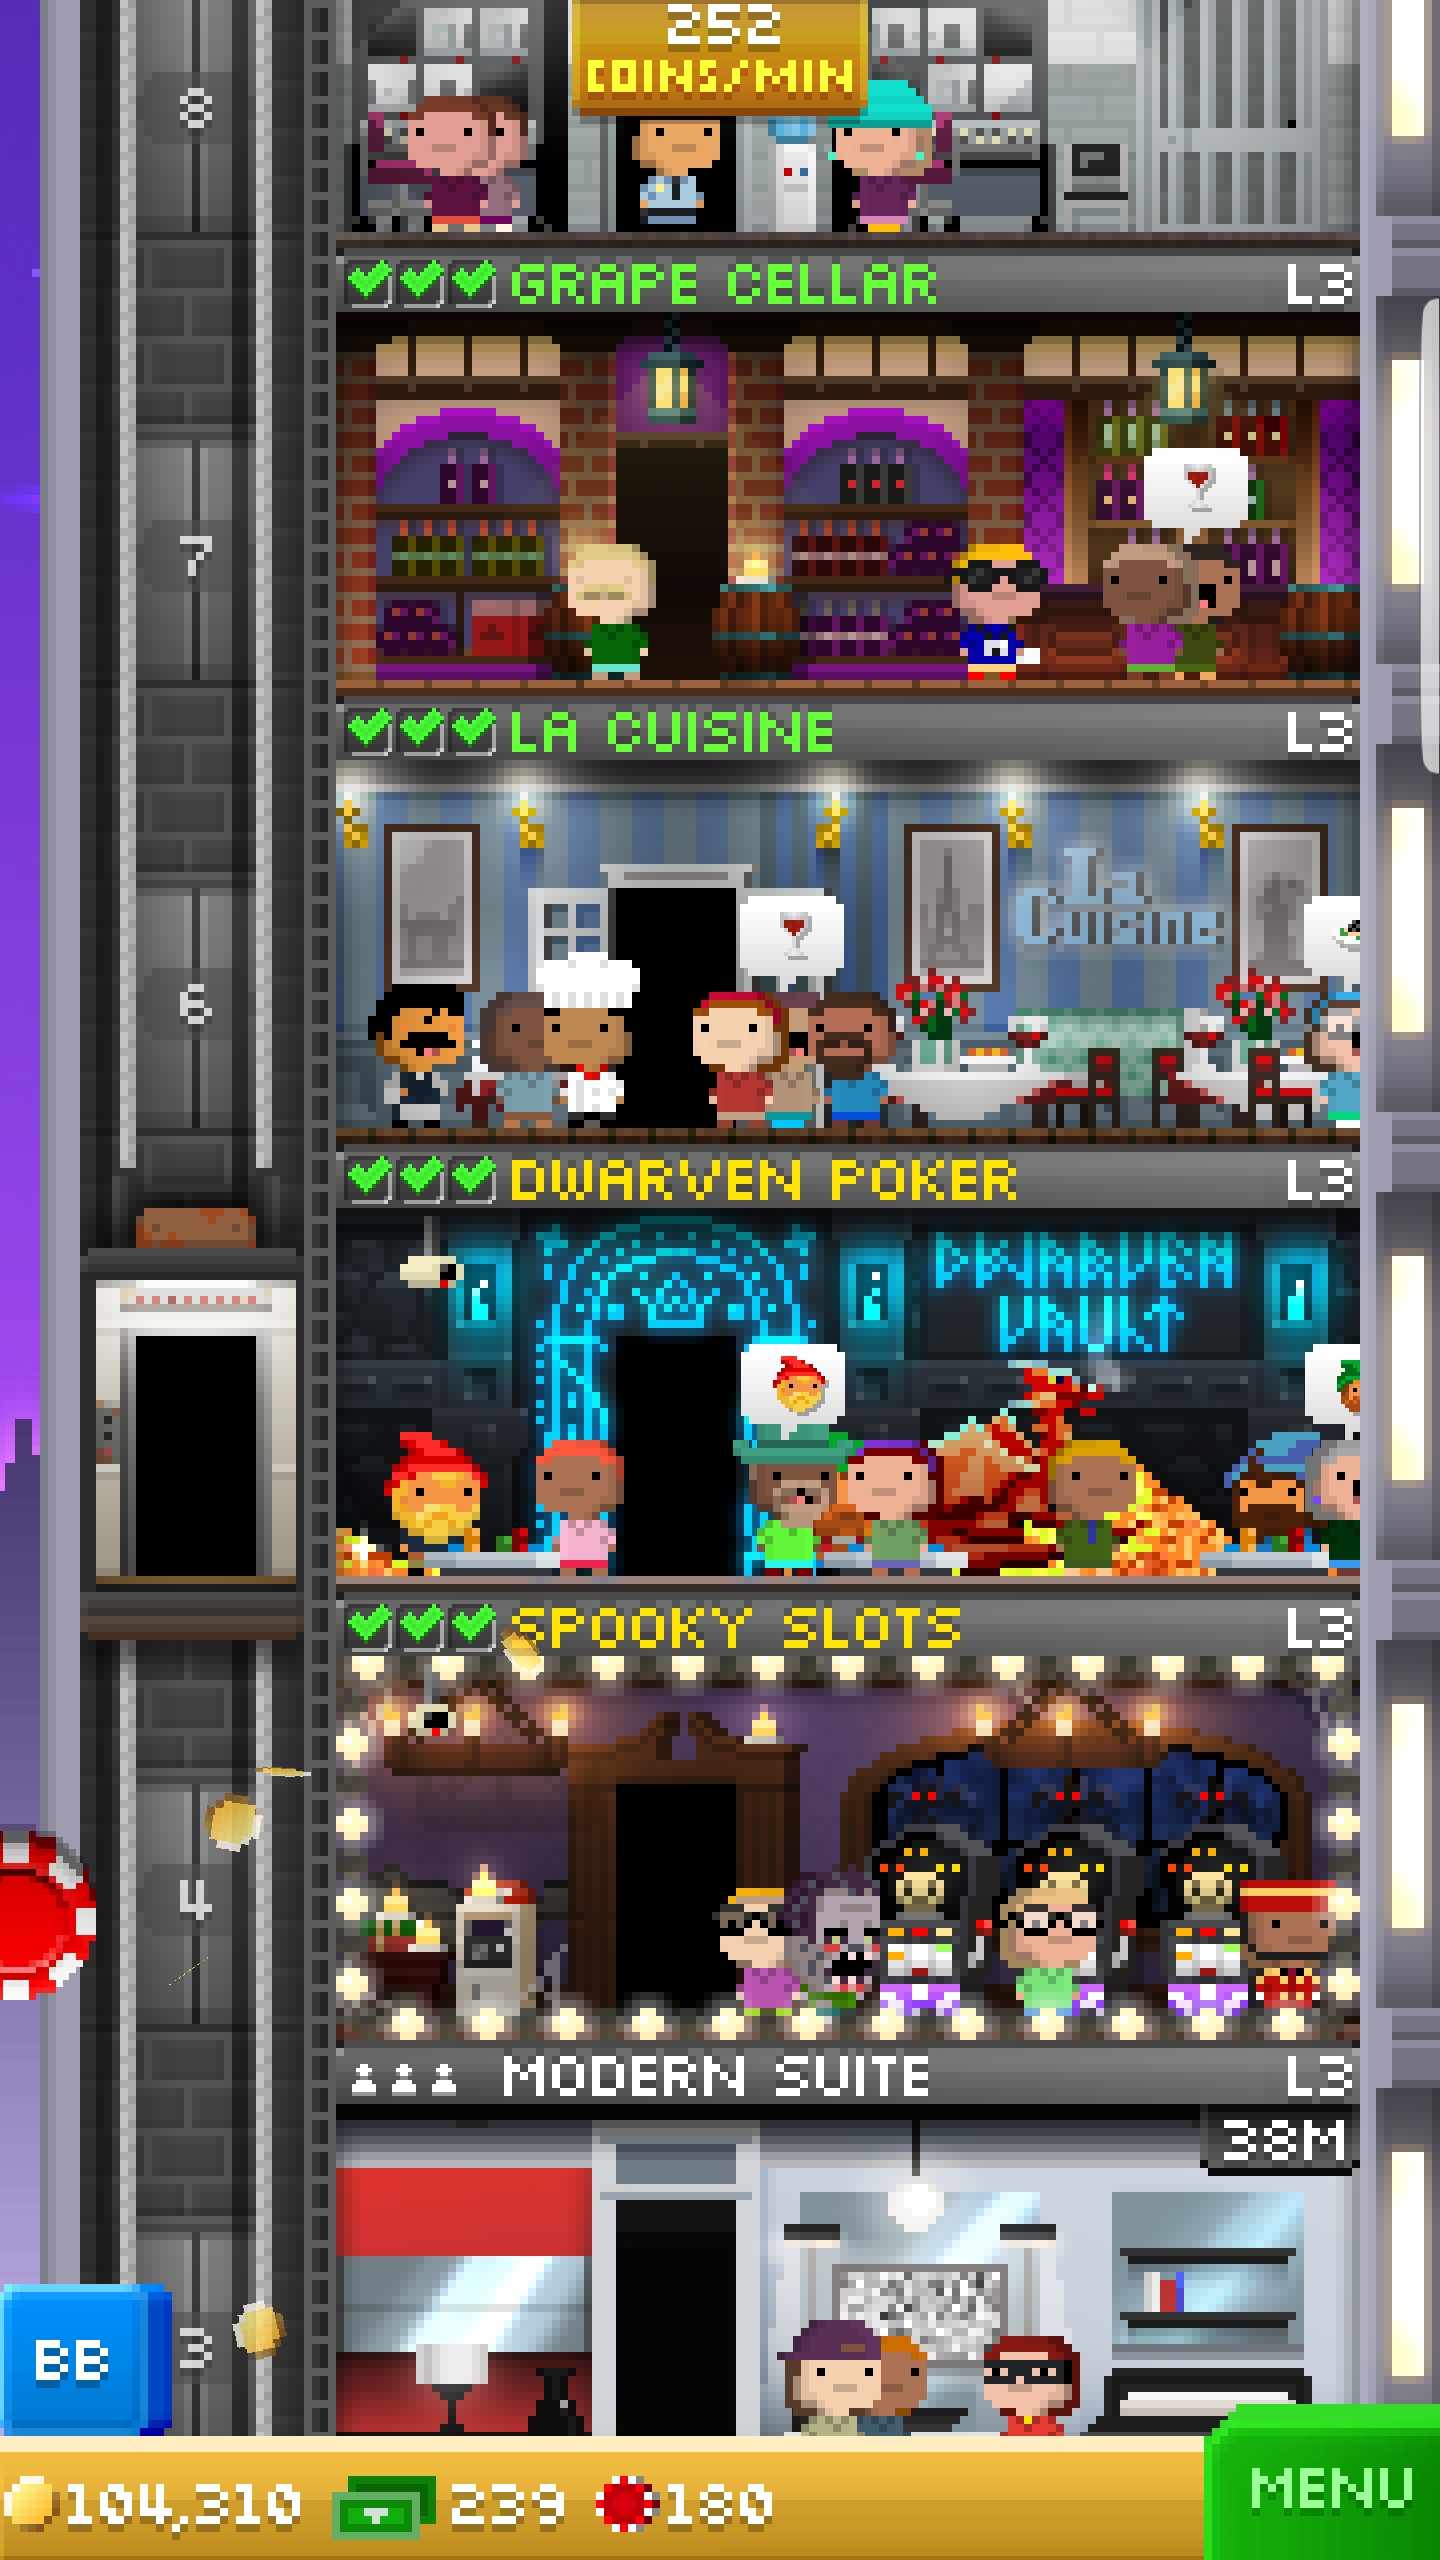 252
COINS/MIN
8
GRAPE CELLAR L3
7
LA CUISINE L3
La
Cuisine
6
DWARVEN POKER L3
DWARVEN
VAULT
SPOOKY SLOTS L3
4
MODERN SUITE L3
38M
BB
3
104,310 239 180
MENU